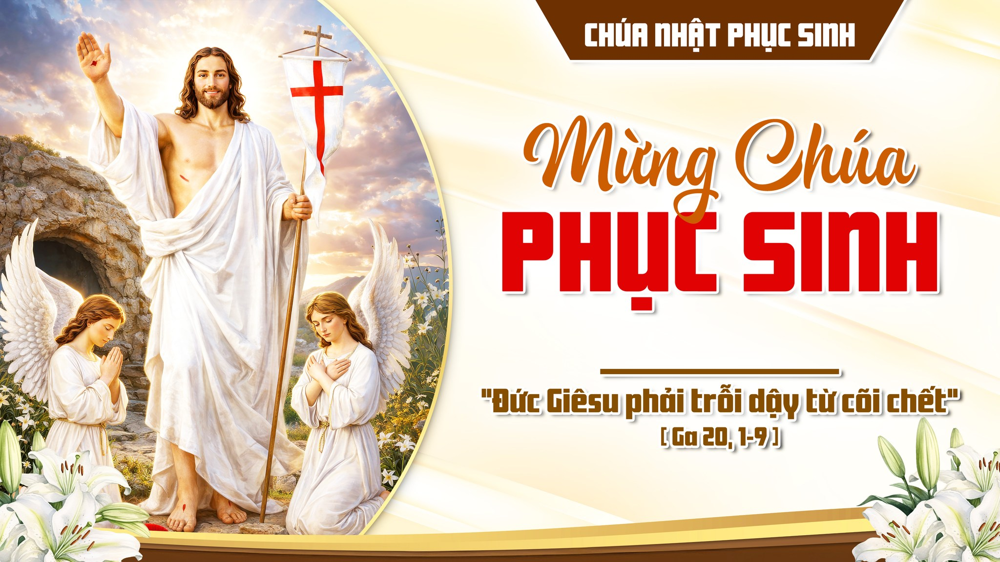 CHÚA NHẬT PHỤC SINH
Mừng Chúa
PHỤC SINH
"Đức Giêsu phải trỗi dậy từ cõi chết"
[ Ga 20, 1-9 ]